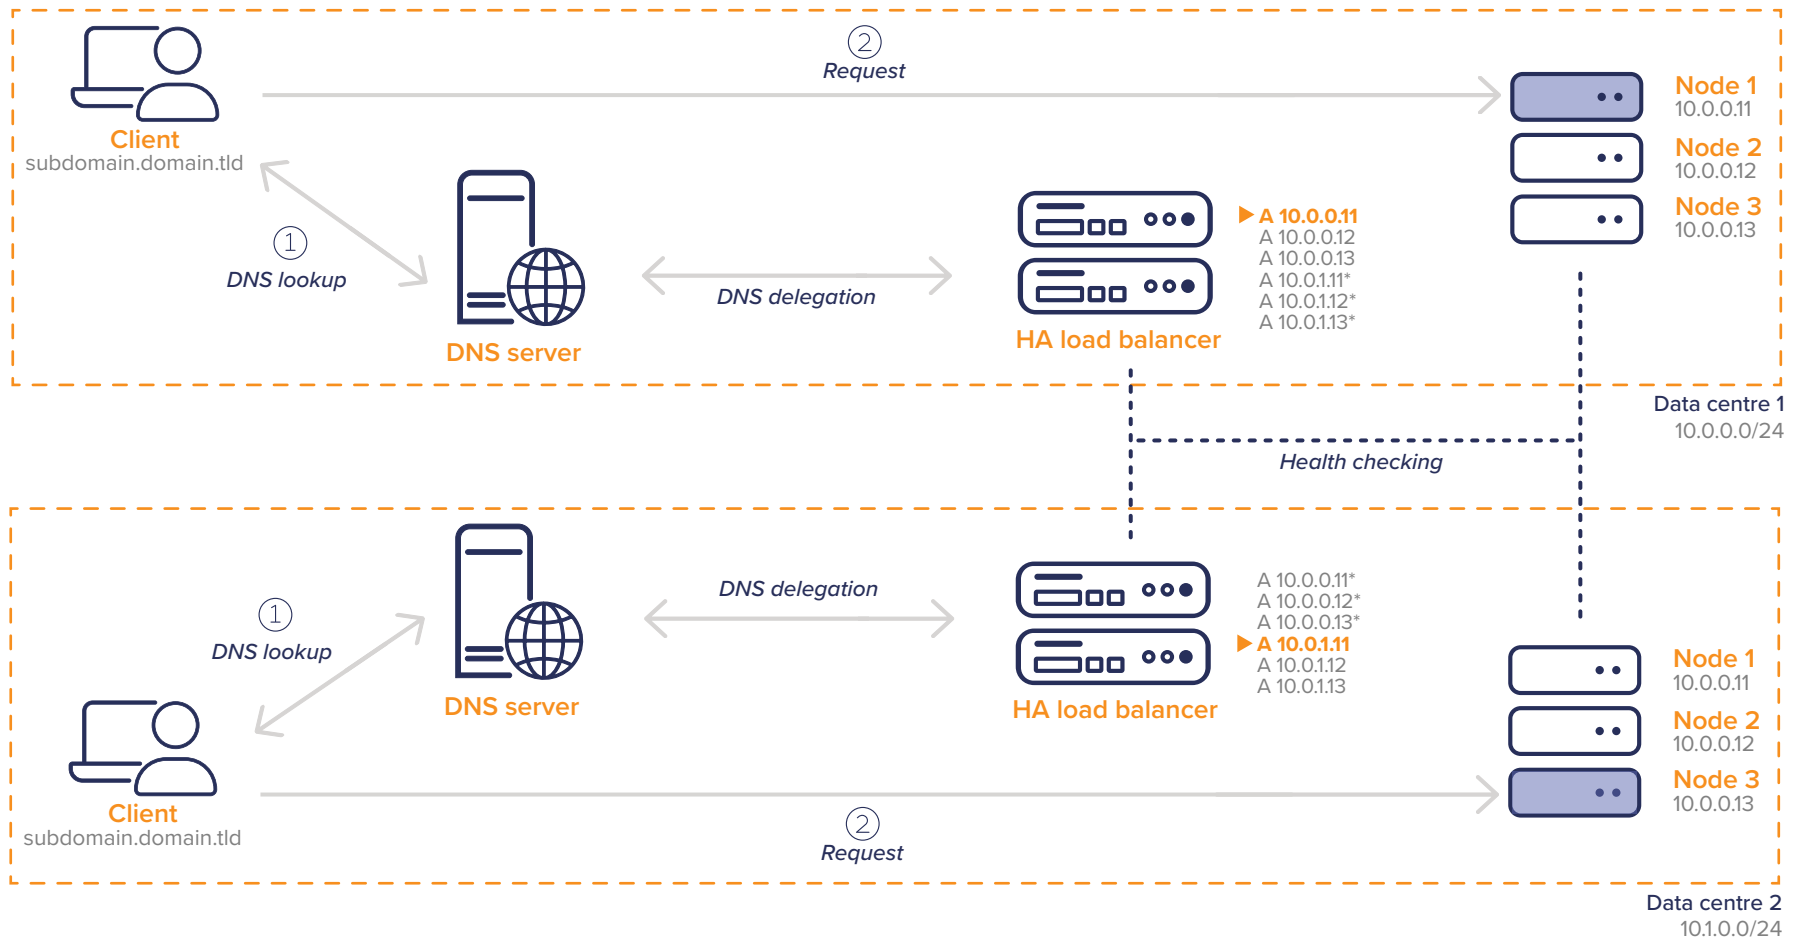 2
Request
Client
subdomain.domain.tld
1
DNS lookup
DNS server
DNS delegation
HA load balancer
A 10.0.0.11
A 10.0.0.12
A 10.0.0.13
A 10.0.1.11*
A 10.0.1.12*
A 10.0.1.13*
Node 1
10.0.0.11
Node 2
10.0.0.12
Node 3
10.0.0.13
Data centre 1
10.0.0.0/24
Health checking
1
DNS lookup
DNS server
DNS delegation
HA load balancer
A 10.0.0.11*
A 10.0.0.12*
A 10.0.0.13*
A 10.0.1.11
A 10.0.1.12
A 10.0.1.13
Node 1
10.0.0.11
Node 2
10.0.0.12
Node 3
10.0.0.13
Client
subdomain.domain.tld
2
Request
Data centre 2
10.1.0.0/24